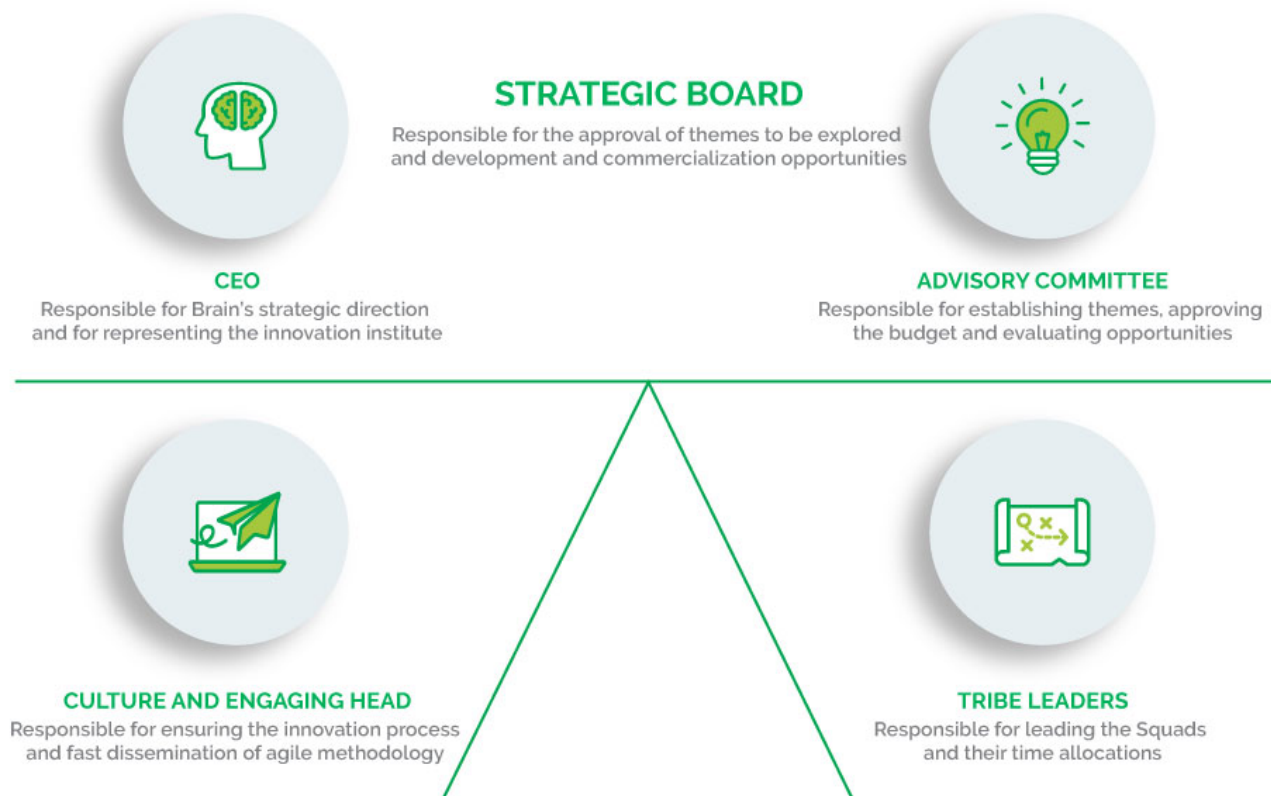 STRATEGIC BOARD
Responsible for the approval of themes to be explored
and development and commercialization opportunities
CEO
Responsible for Brain's strategic direction
and for representing the innovation institute
ADVISORY COMMITTEE
Responsible for establishing themes, approving
the budget and evaluating opportunities
CULTURE AND ENGAGING HEAD
Responsible for ensuring the innovation process
and fast dissemination of agile methodology
TRIBE LEADERS
Responsible for leading the Squads
and their time allocations